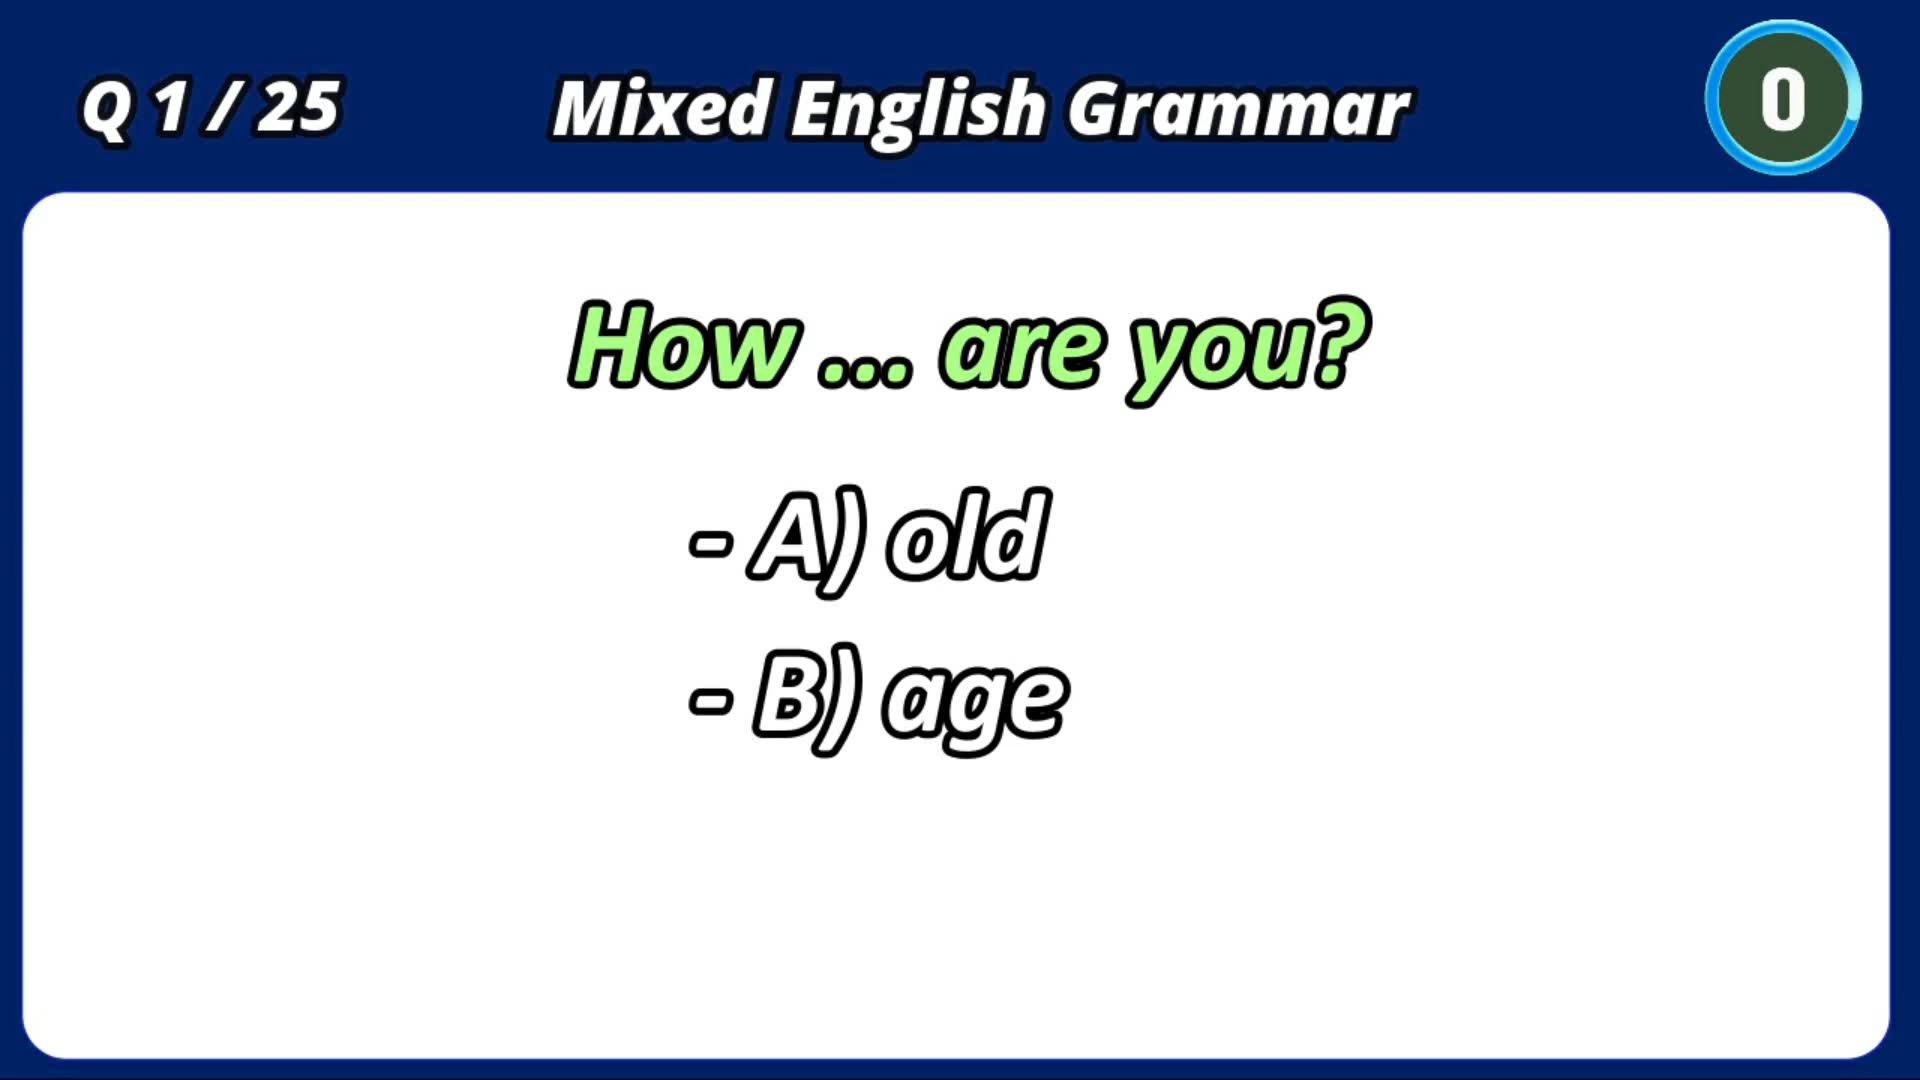 Q 1 / 25
Mixed English Grammar
0
How ... are you?
- A) old
- B) age